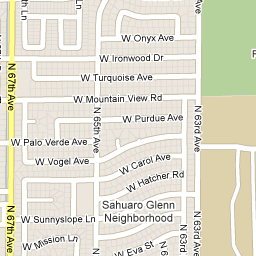 W Onyx Ave
W Ironwood Dr
N 67th Ave
W Turquoise Ave
W Mountain View Rd
N 65th Ave
W Purdue Ave
N 63rd Ave
W Palo Verde Ave
W Vogel Ave
W Carol Ave
W Hatcher Rd
N 67th Ave
Sahuaro Glenn
Neighborhood
W Sunnyslope Ln
N 63rd
N 63rd Ave
W Mission Ln
W Eva St